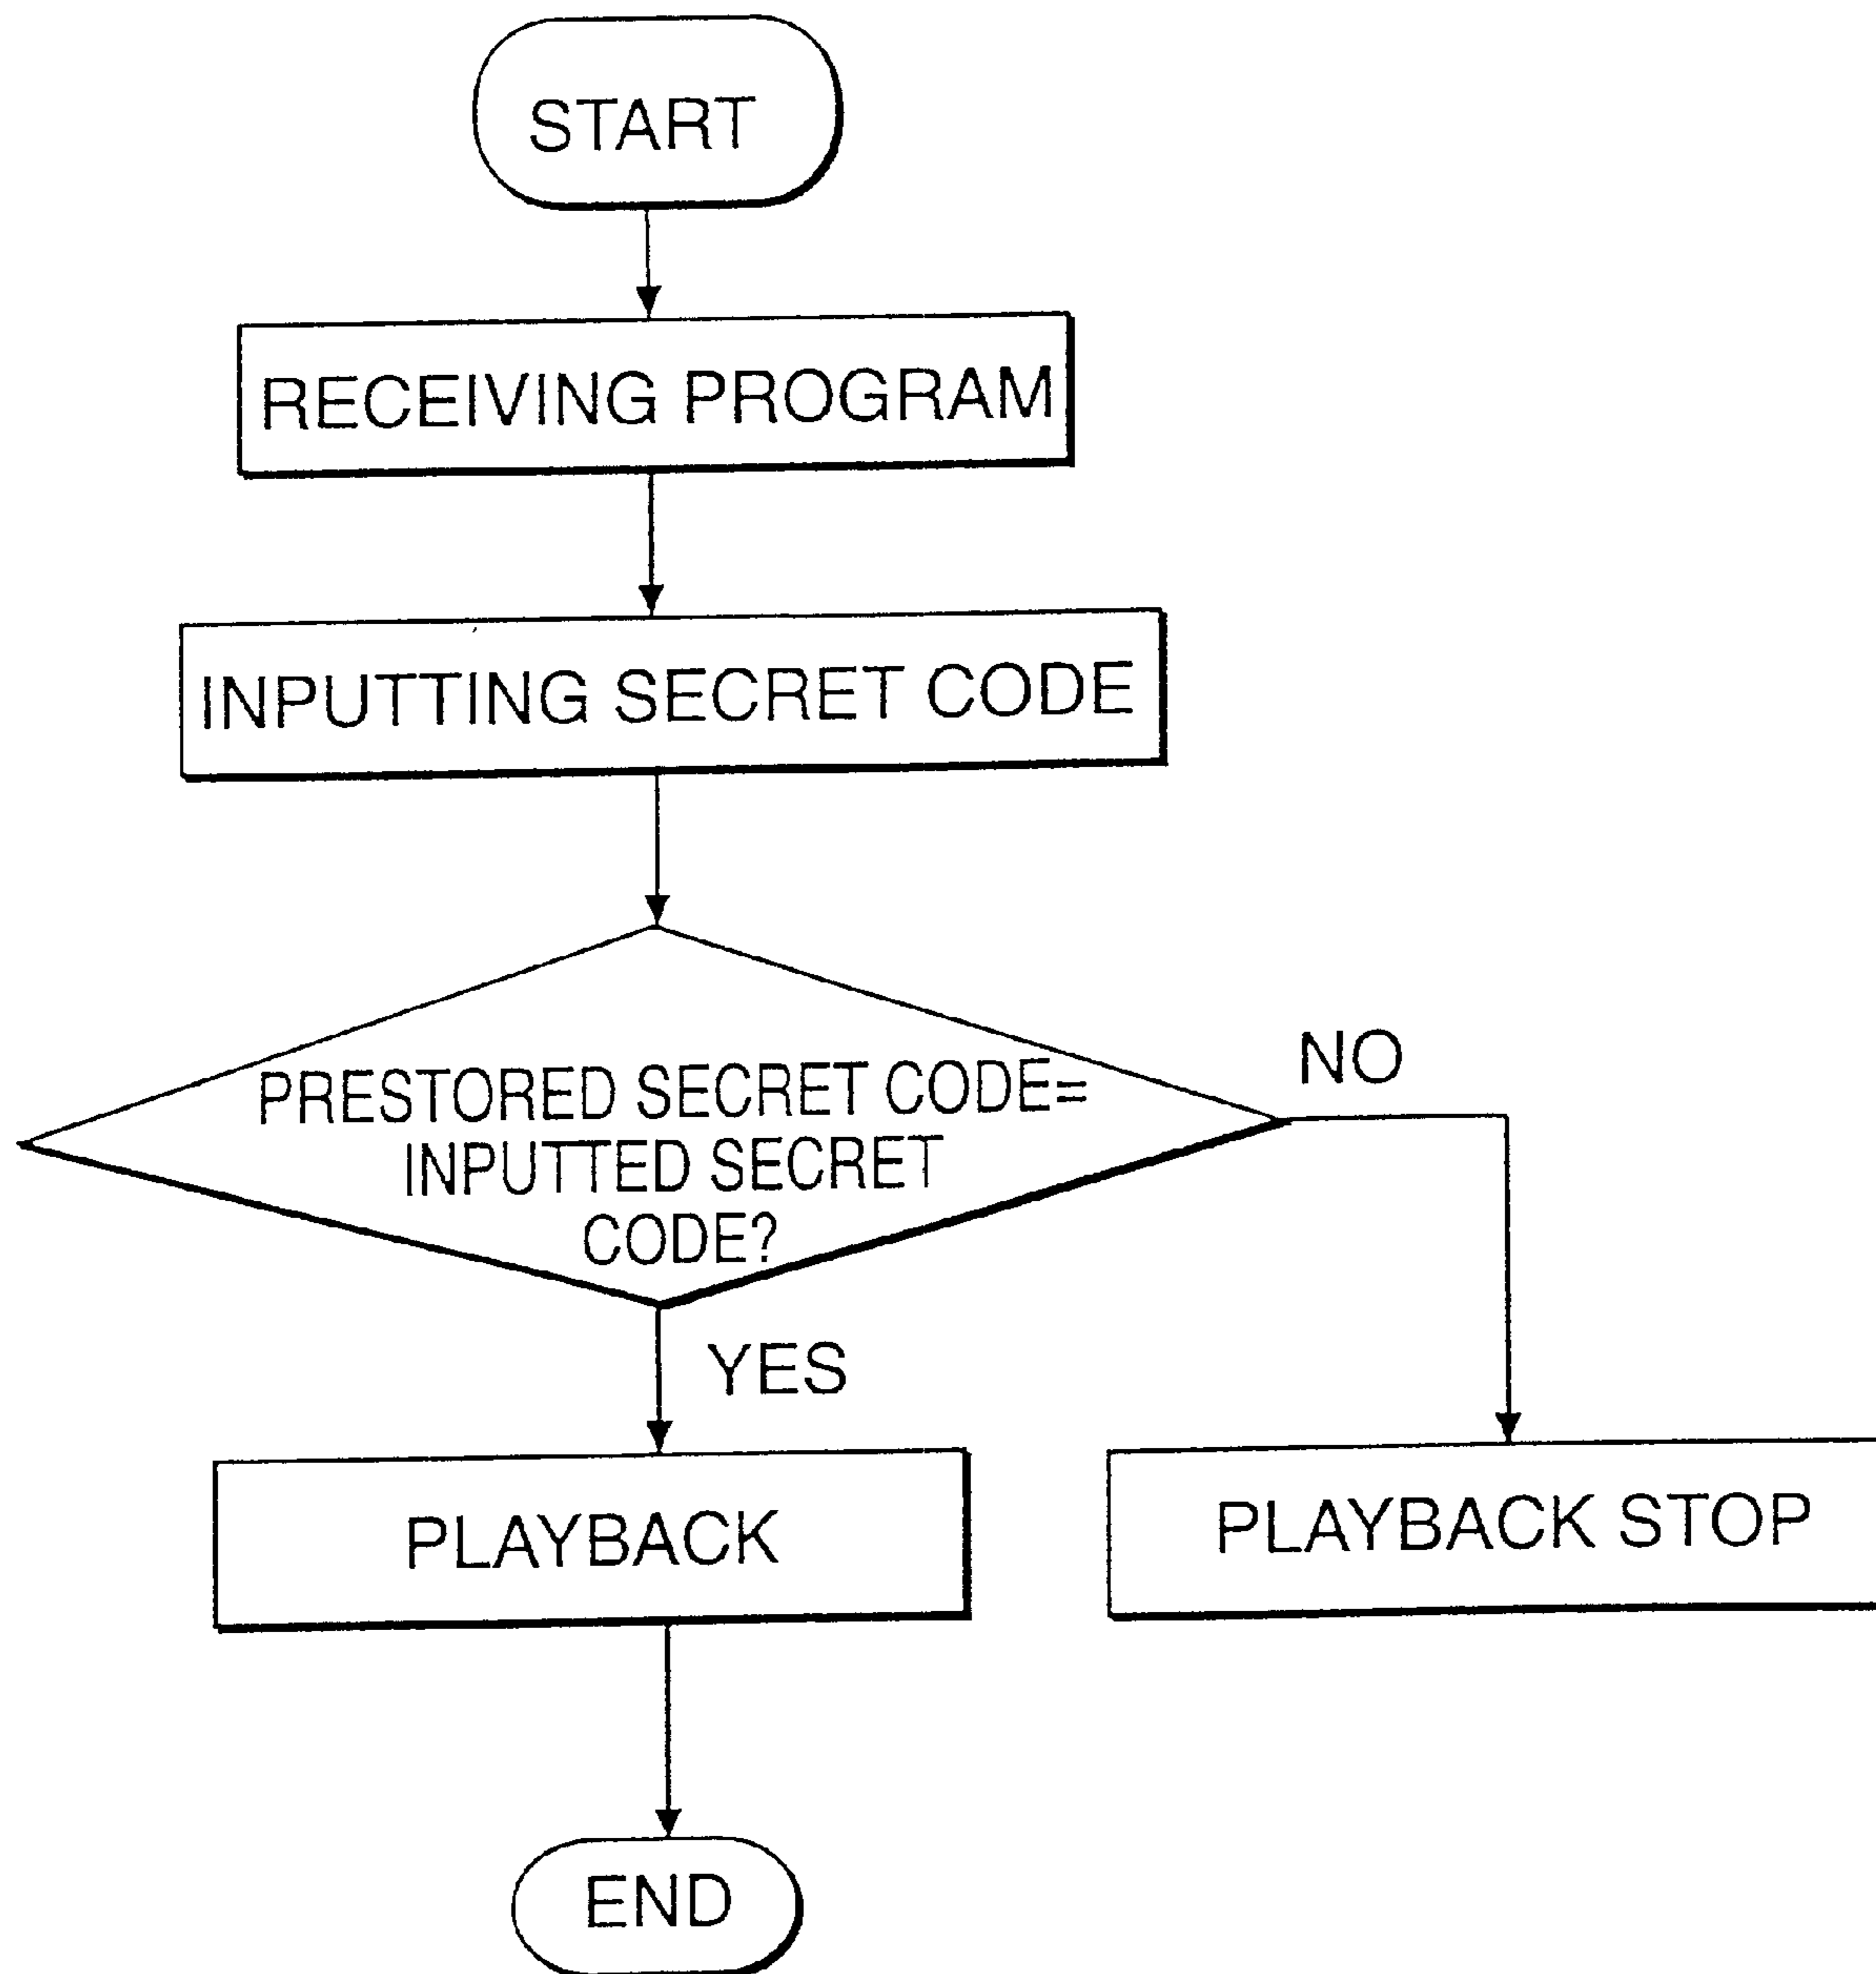 START
RECEIVING PROGRAM
INPUTTING SECRET CODE
PRESTORED SECRET CODE=
INPUTTED SECRET
CODE?
NO
YES
PLAYBACK
PLAYBACK STOP
END